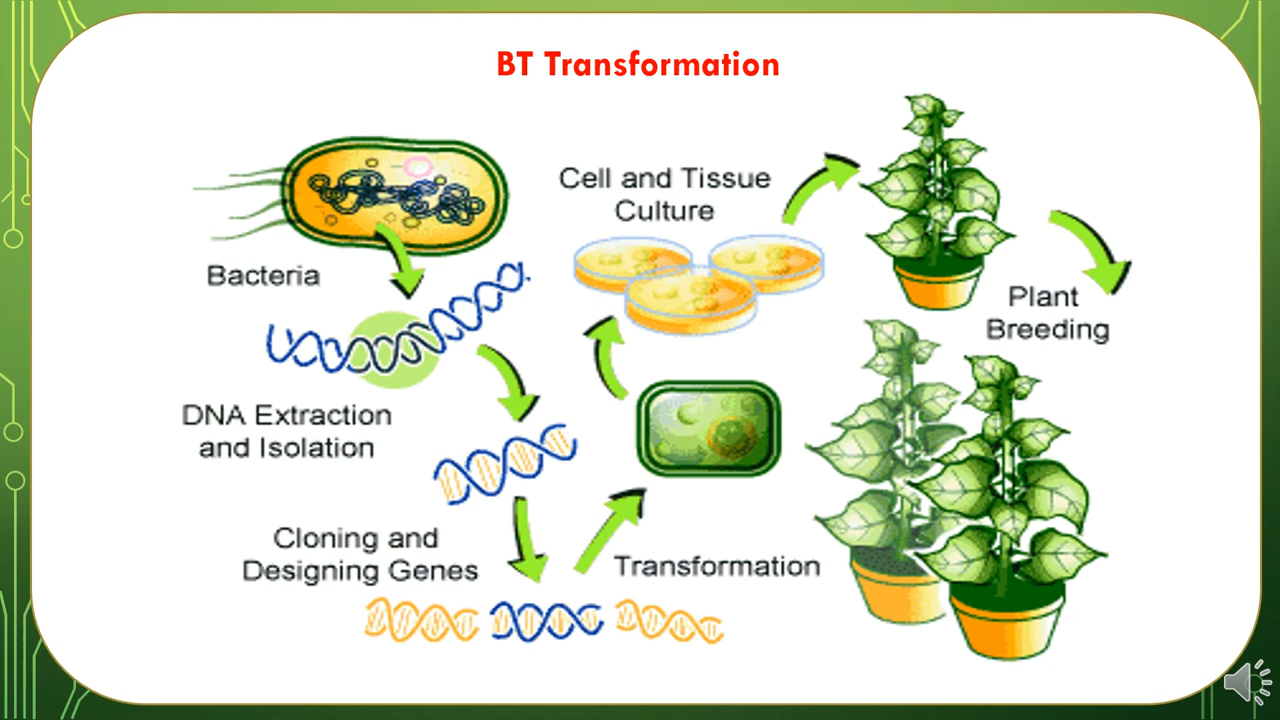 BT Transformation
Bacteria
DNA Extraction
and Isolation
Cloning and
Designing Genes
Transformation
Cell and Tissue
Culture
Plant
Breeding